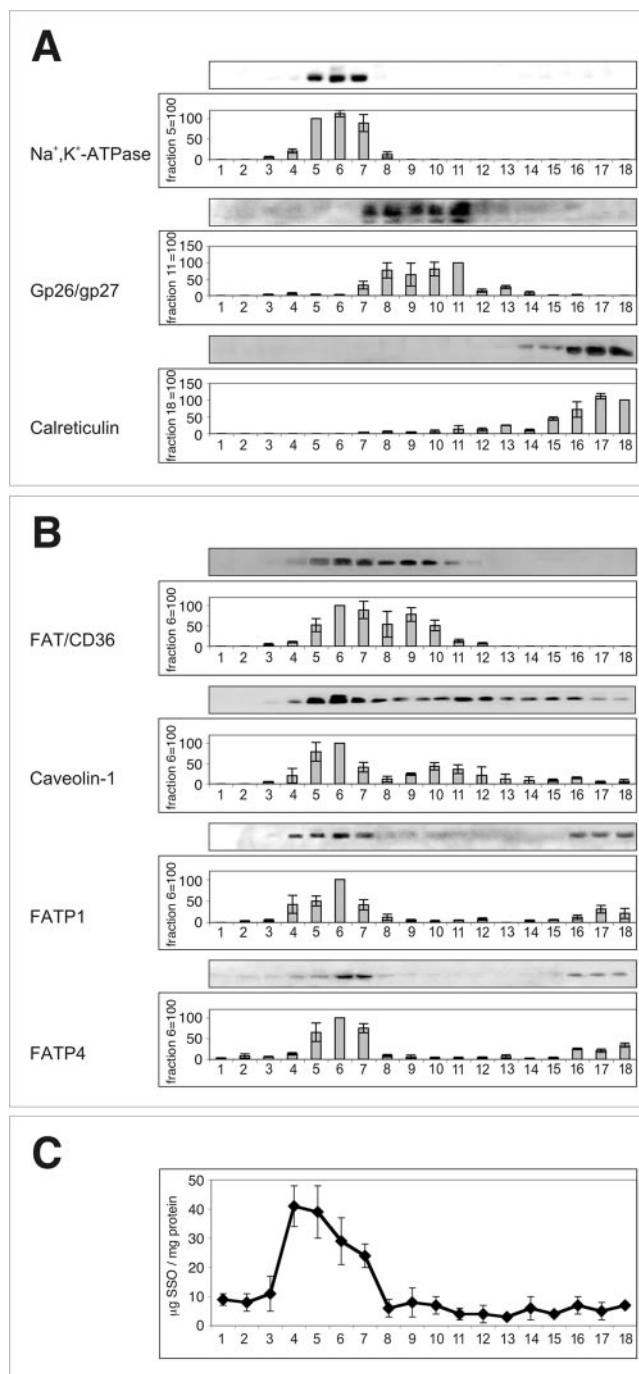 A
fraction 5=100
100
50
0
Na⁺,K⁺-ATPase
1 2 3 4 5 6 7 8 9 10 11 12 13 14 15 16 17 18
fraction 11=100
150
100
50
0
Gp26/gp27
1 2 3 4 5 6 7 8 9 10 11 12 13 14 15 16 17 18
fraction 18=100
150
100
50
0
Calreticulin
1 2 3 4 5 6 7 8 9 10 11 12 13 14 15 16 17 18
B
fraction 6=100
100
50
0
FAT/CD36
1 2 3 4 5 6 7 8 9 10 11 12 13 14 15 16 17 18
fraction 6=100
100
50
0
Caveolin-1
1 2 3 4 5 6 7 8 9 10 11 12 13 14 15 16 17 18
fraction 6=100
100
50
0
FATP1
1 2 3 4 5 6 7 8 9 10 11 12 13 14 15 16 17 18
fraction 6=100
100
50
0
FATP4
1 2 3 4 5 6 7 8 9 10 11 12 13 14 15 16 17 18
C
µg SSO / mg protein
50
40
30
20
10
0
1 2 3 4 5 6 7 8 9 10 11 12 13 14 15 16 17 18